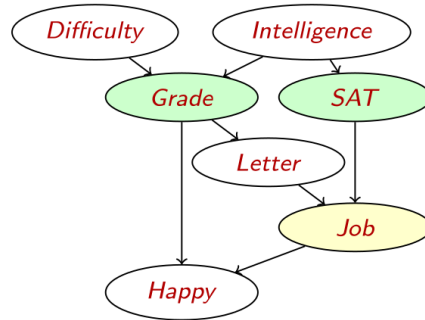 Difficulty
Intelligence
Grade
SAT
Letter
Job
Happy